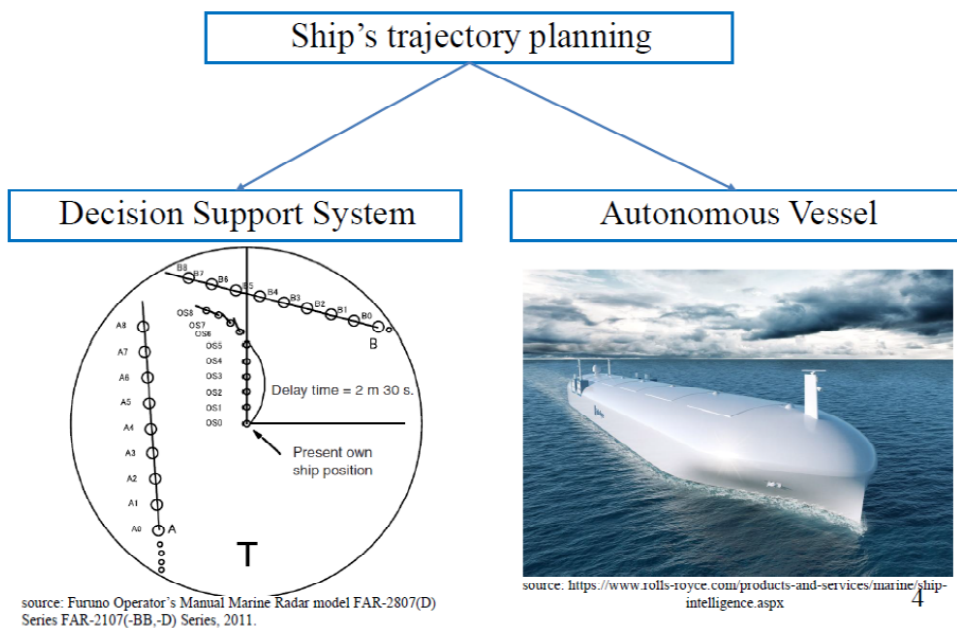 Ship's trajectory planning
Decision Support System
Autonomous Vessel
B8
B7
B6
B5
B4
B3
B2
B1
B0
B
A8
A7
A6
A5
A4
A3
A2
A1
A0
A
OS8
OS7
OS6
OS5
OS4
OS3
OS2
OS1
OS0
Delay time = 2 m 30 s.
Present own
ship position
T
source: Furuno Operator's Manual Marine Radar model FAR-2807(D)
Series FAR-2107(-BB,-D) Series, 2011.
source: https://www.rolls-royce.com/products-and-services/marine/ship-
intelligence.aspx
4